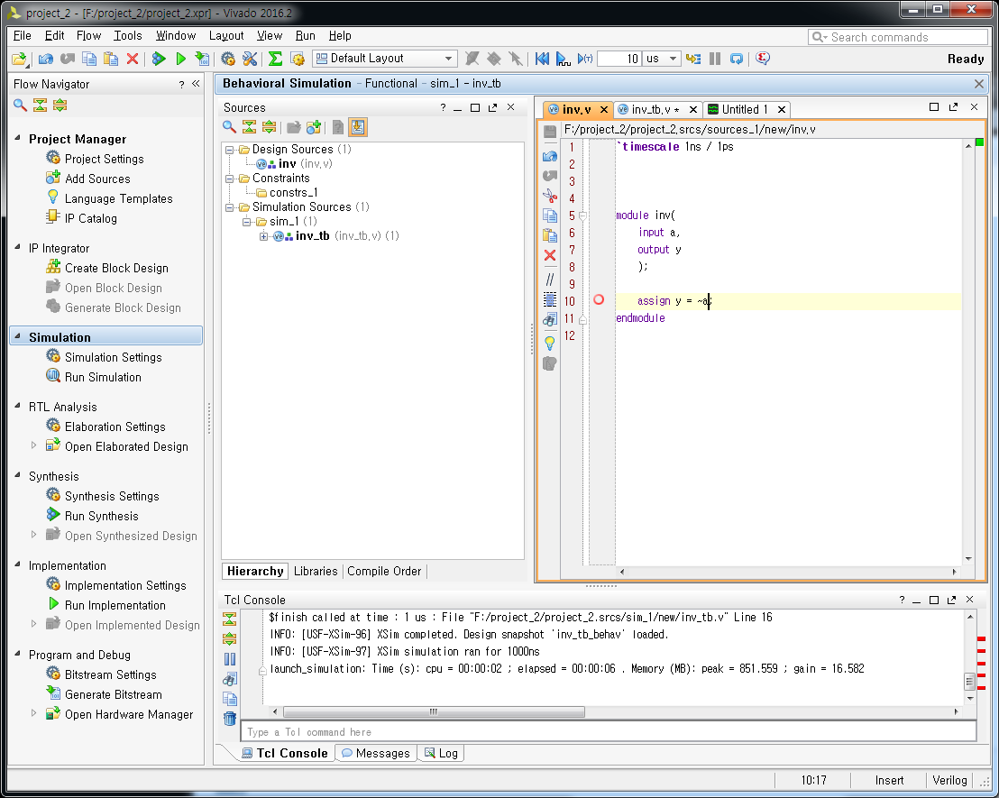 project_2 - [F:/project_2/project_2.xpr] - Vivado 2016.2
File Edit Flow Tools Window Layout View Run Help
Search commands
Default Layout
10 us
Ready
Flow Navigator
Behavioral Simulation - Functional - sim_1 - inv_tb
Project Manager
Project Settings
Add Sources
Language Templates
IP Catalog
IP Integrator
Create Block Design
Open Block Design
Generate Block Design
Simulation
Simulation Settings
Run Simulation
RTL Analysis
Elaboration Settings
Open Elaborated Design
Synthesis
Synthesis Settings
Run Synthesis
Open Synthesized Design
Implementation
Implementation Settings
Run Implementation
Open Implemented Design
Program and Debug
Bitstream Settings
Generate Bitstream
Open Hardware Manager
Sources
Design Sources (1)
inv (inv.v)
Constraints
constrs_1
Simulation Sources (1)
sim_1 (1)
inv_tb (inv_tb.v) (1)
Hierarchy Libraries Compile Order
inv.v inv_tb.v * Untitled 1
F:/project_2/project_2.srcs/sources_1/new/inv.v
1 `timescale 1ns / 1ps
2
3
4
5 module inv(
6 input a,
7 output y
8 );
9
10 assign y = ~a;
11 endmodule
12
Tcl Console
$finish called at time : 1 us : File "F:/project_2/project_2.srcs/sim_1/new/inv_tb.v" Line 16
INFO: [USF-XSim-96] XSim completed. Design snapshot 'inv_tb_behav' loaded.
INFO: [USF-XSim-97] XSim simulation ran for 1000ns
launch_simulation: Time (s): cpu = 00:00:02 ; elapsed = 00:00:06 . Memory (MB): peak = 851.559 ; gain = 16.582
Type a Tcl command here
Tcl Console Messages Log
10:17 Insert Verilog